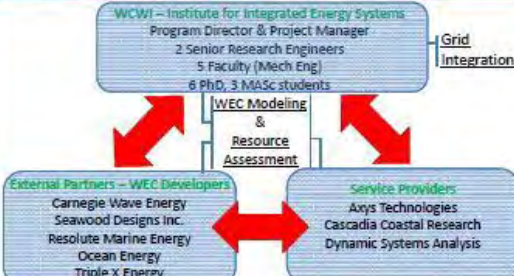 WCWI – Institute for Integrated Energy Systems
Program Director & Project Manager
2 Senior Research Engineers
5 Faculty (Mech Eng)
6 PhD, 3 MASc students
Grid
Integration
WEC Modeling
&
Resource
Assessment
External Partners – WEC Developers
Carnegie Wave Energy
Seawood Designs Inc.
Resolute Marine Energy
Ocean Energy
Triple X Energy
Service Providers
Axys Technologies
Cascadia Coastal Research
Dynamic Systems Analysis